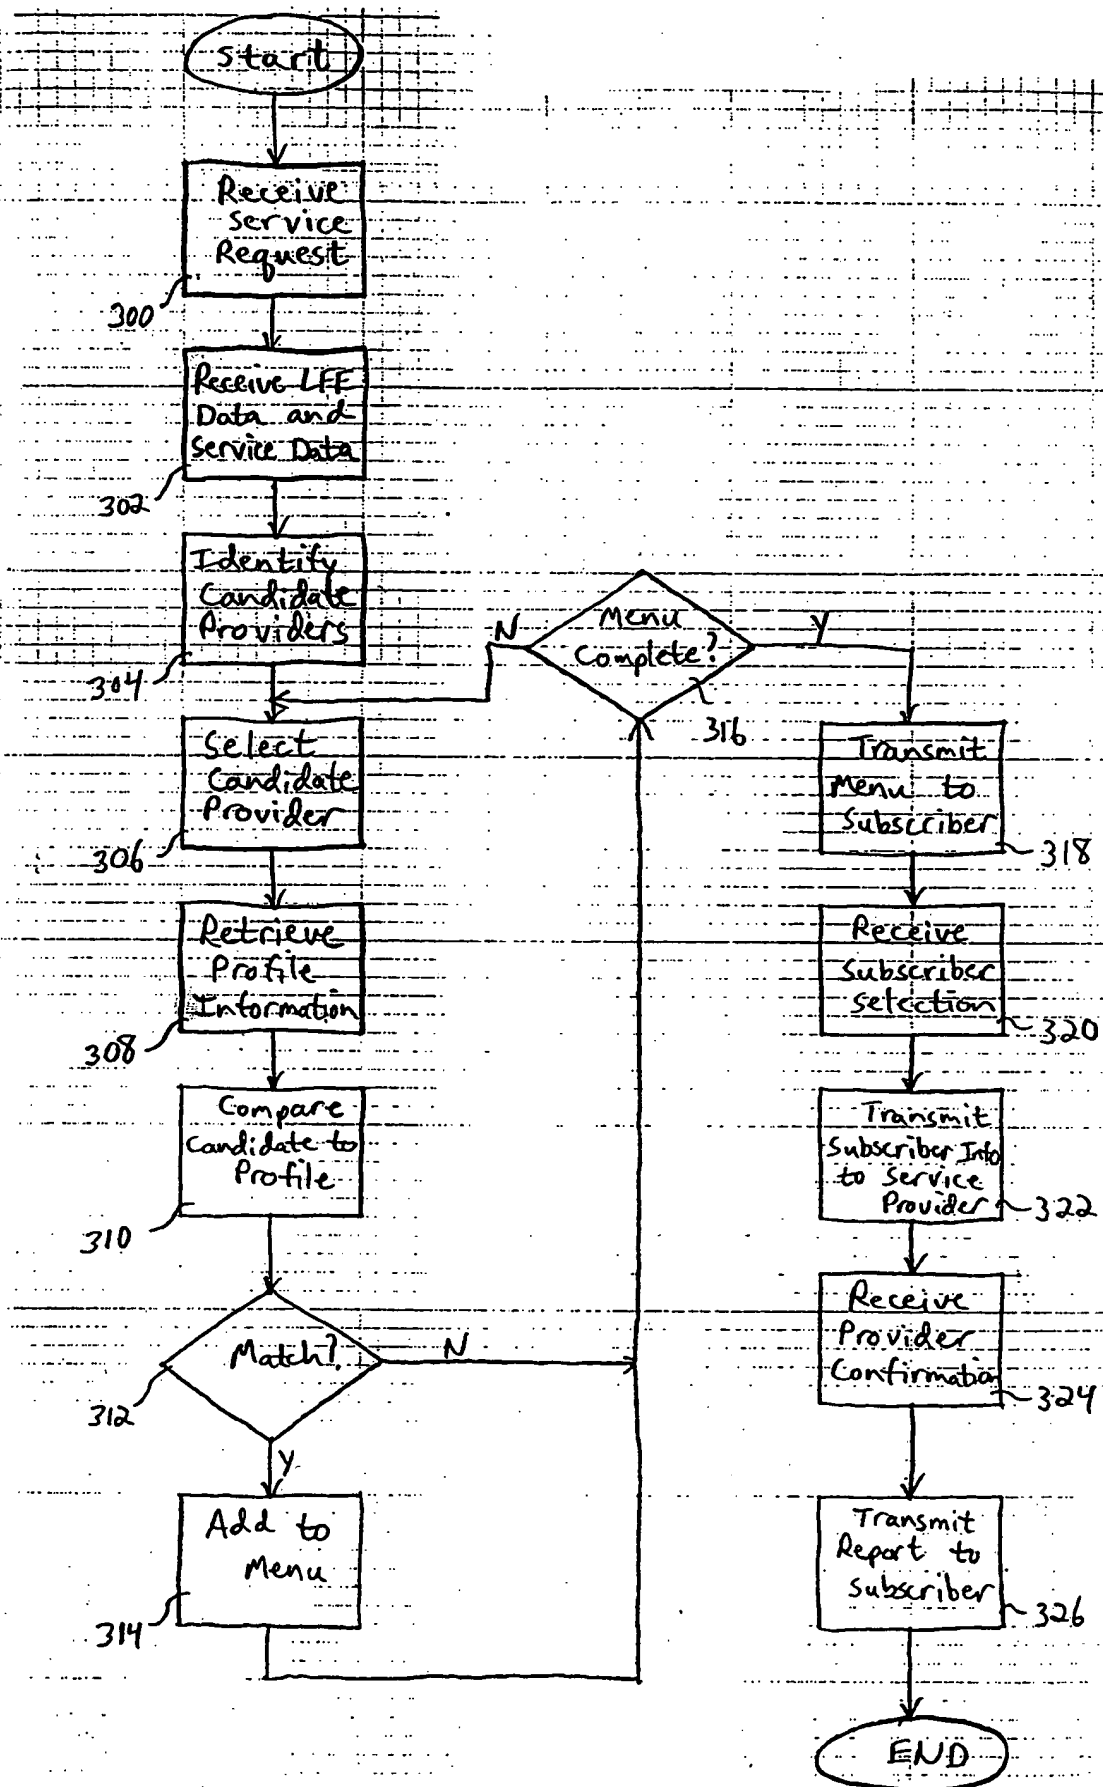 Start
Receive
Service
Request
300
Receive LFE
Data and
Service Data
302
Identify
Candidate
Providers
304
Select
Candidate
Provider
306
Retrieve
Profile
Information
308
Compare
Candidate to
Profile
310
Match?
N
312
Y
Add to
Menu
314
Menu
Complete?
N
Y
316
Transmit
Menu to
Subscriber
318
Receive
Subscriber
Selection
320
Transmit
Subscriber Info
to Service
Provider
322
Receive
Provider
Confirmation
324
Transmit
Report to
Subscriber
326
END